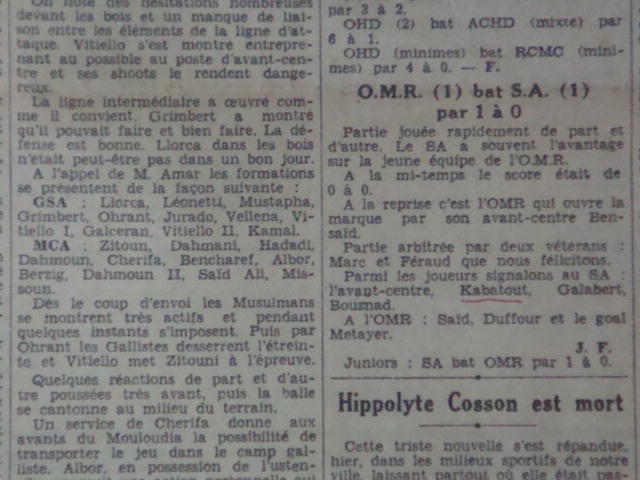 On note des hésitations nombreuses
devant les bois et un manque de liai-
son entre les éléments de la ligne d'at-
taque. Vitiello s'est montré entrepre-
nant au possible au poste d'avant-cen-
tre et ses shoots le rendent dange-
reux.
La ligne intermédiaire a œuvré com-
me il convient. Grimbert a montré
qu'il pouvait faire et bien faire. La dé-
fense est bonne. Llorca dans les bois
n'était peut-être pas dans un bon jour.
A l'appel de M. Amar les formations
se présentent de la façon suivante :
GSA : Llorca, Léonetti, Mustapha,
Grimbert, Ohrant, Jurado, Vellena, Vi-
tiello I, Galceran, Vitiello II, Kamal.
MCA : Zitoun, Dahmani, Hadadi,
Dahmoun, Cherifa, Bencharef, Albor,
Berzig, Dahmoun II, Saïd Ali, Mis-
soun.
Dès le coup d'envoi les Musulmans
se montrent très actifs et pendant
quelques instants s'imposent. Puis par
Ohrant les Gallistes desserrent l'étrein-
te et Vitiello met Zitouni à l'épreuve.
Quelques réactions de part et d'au-
tre poussées très avant, puis la balle
se cantonne au milieu du terrain.
Un service de Cherifa donne aux
avants du Mouloudia la possibilité de
transporter le jeu dans le camp gal-
liste. Albor, en possession de l'usten-
par 3 à 2.
OHD (2) bat ACHD (mixte) par
6 à 1.
OHD (minimes) bat RCMC (mini-
mes) par 4 à 0. — F.
O.M.R. (1) bat S.A. (1)
par 1 à 0
Partie jouée rapidement de part et
d'autre. Le SA a souvent l'avantage
sur la jeune équipe de l'O.M.R.
A la mi-temps le score était de
0 à 0.
A la reprise c'est l'OMR qui ouvre la
marque par son avant-centre Ben-
saïd.
Partie arbitrée par deux vétérans :
Marc et Féraud que nous félicitons.
Parmi les joueurs signalons au SA :
l'avant-centre, Kabatout, Galabert,
Bouznad.
A l'OMR : Saïd, Duffour et le goal
Metayer.
J. F.
Juniors : SA bat OMR par 1 à 0.
Hippolyte Cosson est mort
Cette triste nouvelle s'est répandue,
hier, dans les milieux sportifs de notre
ville, laissant partout où elle était pas-